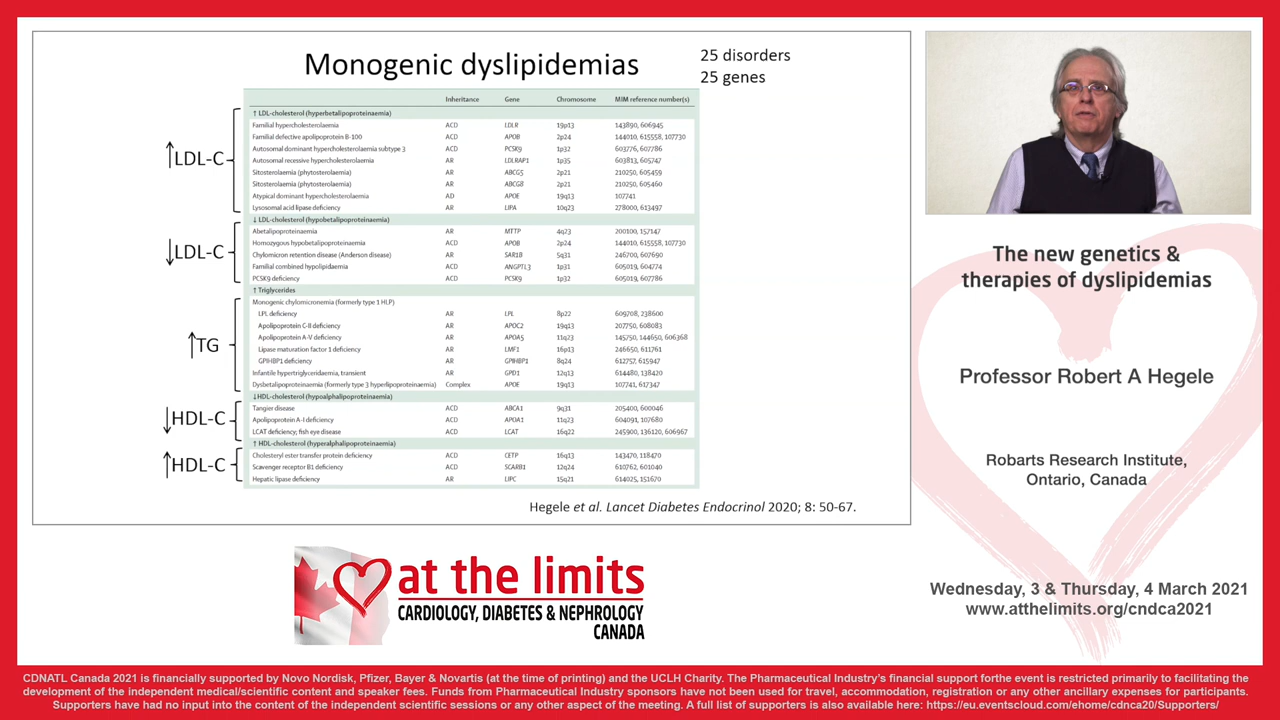 Monogenic dyslipidemias
25 disorders
25 genes
Inheritance Gene Chromosome MIM reference number(s)
↑LDL-C
↑ LDL-cholesterol (hyperbetalipoproteinaemia)
Familial hypercholesterolaemia ACD LDLR 19p13 143890, 606945
Familial defective apolipoprotein B-100 ACD APOB 2p24 144010, 615558, 107730
Autosomal dominant hypercholesterolaemia subtype 3 ACD PCSK9 1p32 603776, 607786
Autosomal recessive hypercholesterolaemia AR LDLRAP1 1p35 603813, 605747
Sitosterolaemia (phytosterolaemia) AR ABCG5 2p21 210250, 605459
Sitosterolaemia (phytosterolaemia) AR ABCG8 2p21 210250, 605460
Atypical dominant hypercholesterolaemia AD APOE 19q13 107741
Lysosomal acid lipase deficiency AR LIPA 10q23 278000, 613497
↓LDL-C
↓ LDL-cholesterol (hypobetalipoproteinaemia)
Abetalipoproteinaemia AR MTTP 4q23 200100, 157147
Homozygous hypobetalipoproteinaemia ACD APOB 2p24 144010, 615558, 107730
Chylomicron retention disease (Anderson disease) AR SAR1B 5q31 246700, 607690
Familial combined hypolipidaemia ACD ANGPTL3 1p31 605019, 604774
PCSK9 deficiency ACD PCSK9 1p32 605019, 607786
↑TG
↑ Triglycerides
Monogenic chylomicronemia (formerly type 1 HLP)
LPL deficiency AR LPL 8p22 609708, 238600
Apolipoprotein C-II deficiency AR APOC2 19q13 207750, 608083
Apolipoprotein A-V deficiency AR APOA5 11q23 145750, 144650, 606368
Lipase maturation factor 1 deficiency AR LMF1 16p13 246650, 611761
GPIHBP1 deficiency AR GPIHBP1 8q24 612757, 615947
Infantile hypertriglyceridaemia, transient AR GPD1 12q13 614480, 138420
Dysbetalipoproteinaemia (formerly type 3 hyperlipoproteinaemia) Complex APOE 19q13 107741, 617347
↓HDL-C
↓HDL-cholesterol (hypoalphalipoproteinaemia)
Tangier disease ACD ABCA1 9q31 205400, 600046
Apolipoprotein A-I deficiency ACD APOA1 11q23 604091, 107680
LCAT deficiency; fish eye disease ACD LCAT 16q22 245900, 136120, 606967
↑HDL-C
↑ HDL-cholesterol (hyperalphalipoproteinaemia)
Cholesteryl ester transfer protein deficiency ACD CETP 16q13 143470, 118470
Scavenger receptor B1 deficiency ACD SCARB1 12q24 610762, 601040
Hepatic lipase deficiency AR LIPC 15q21 614025, 151670
Hegele et al. Lancet Diabetes Endocrinol 2020; 8: 50-67.
The new genetics &
therapies of dyslipidemias
Professor Robert A Hegele
Robarts Research Institute,
Ontario, Canada
at the limits
CARDIOLOGY, DIABETES & NEPHROLOGY
CANADA
Wednesday, 3 & Thursday, 4 March 2021
www.atthelimits.org/cndca2021
CDNATL Canada 2021 is financially supported by Novo Nordisk, Pfizer, Bayer & Novartis (at the time of printing) and the UCLH Charity. The Pharmaceutical Industry's financial support forthe event is restricted primarily to facilitating the
development of the independent medical/scientific content and speaker fees. Funds from Pharmaceutical Industry sponsors have not been used for travel, accommodation, registration or any other ancillary expenses for participants.
Supporters have had no input into the content of the independent scientific sessions or any other aspect of the meeting. A full list of supporters is also available here: https://eu.eventscloud.com/ehome/cdnca20/Supporters/